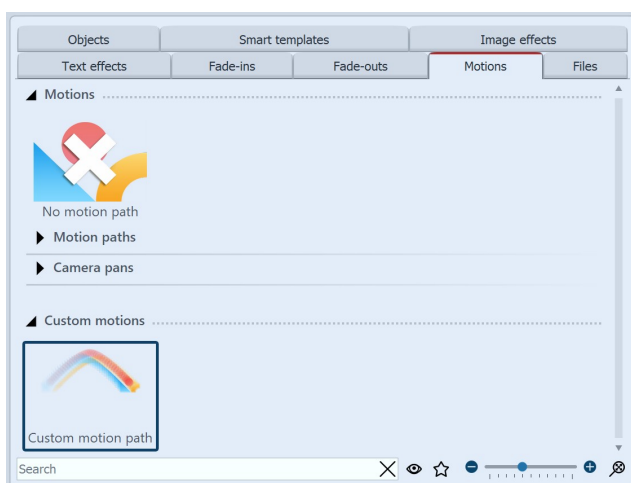 Objects
Smart templates
Image effects
Text effects
Fade-ins
Fade-outs
Motions
Files
Motions
No motion path
Motion paths
Camera pans
Custom motions
Custom motion path
Search